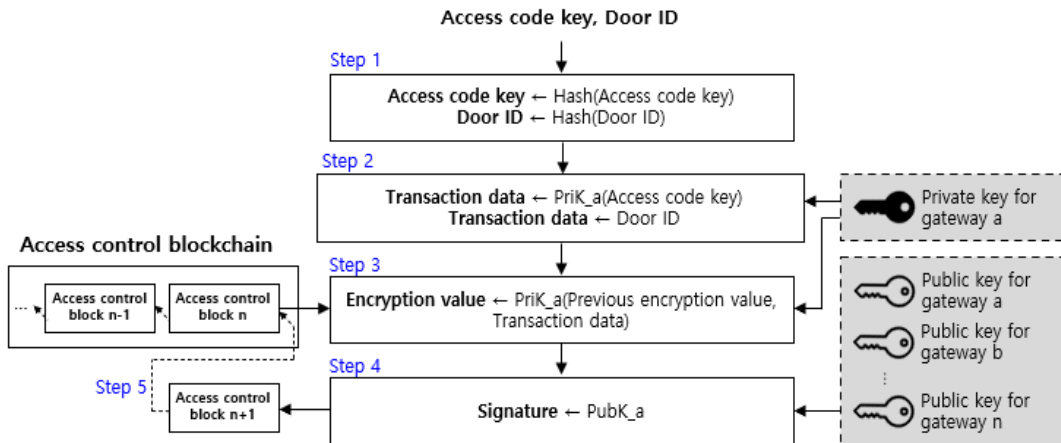 Access code key, Door ID
Step 1
Access code key ← Hash(Access code key)
Door ID ← Hash(Door ID)
Step 2
Transaction data ← PriK_a(Access code key)
Transaction data ← Door ID
Private key for
gateway a
Access control blockchain
Step 3
...
Access control
block n-1
Access control
block n
Encryption value ← PriK_a(Previous encryption value,
Transaction data)
Public key for
gateway a
Public key for
gateway b
...
Public key for
gateway n
Step 4
Signature ← PubK_a
Step 5
Access control
block n+1